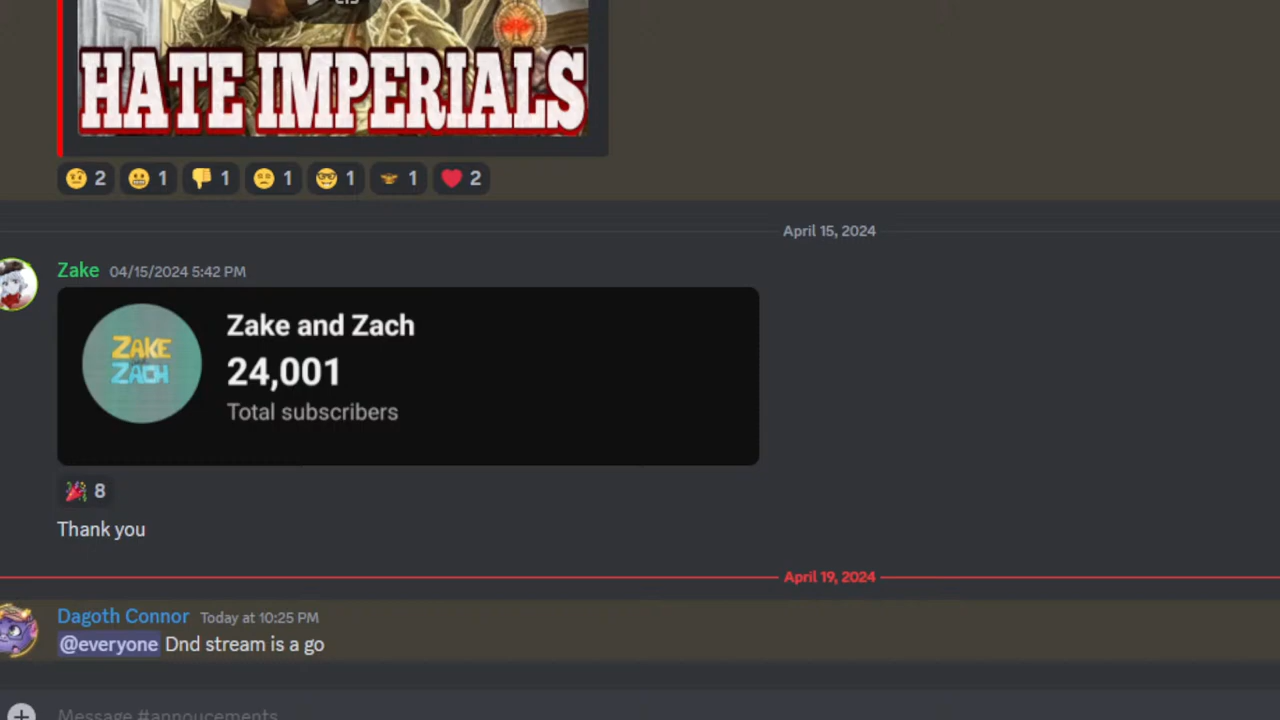 HATE IMPERIALS
2 1 1 1 1 1 2
April 15, 2024
Zake 04/15/2024 5:42 PM
ZAKE
ZACH
Zake and Zach
24,001
Total subscribers
8
Thank you
April 19, 2024
Dagoth Connor Today at 10:25 PM
@everyone Dnd stream is a go
Message #annoucements